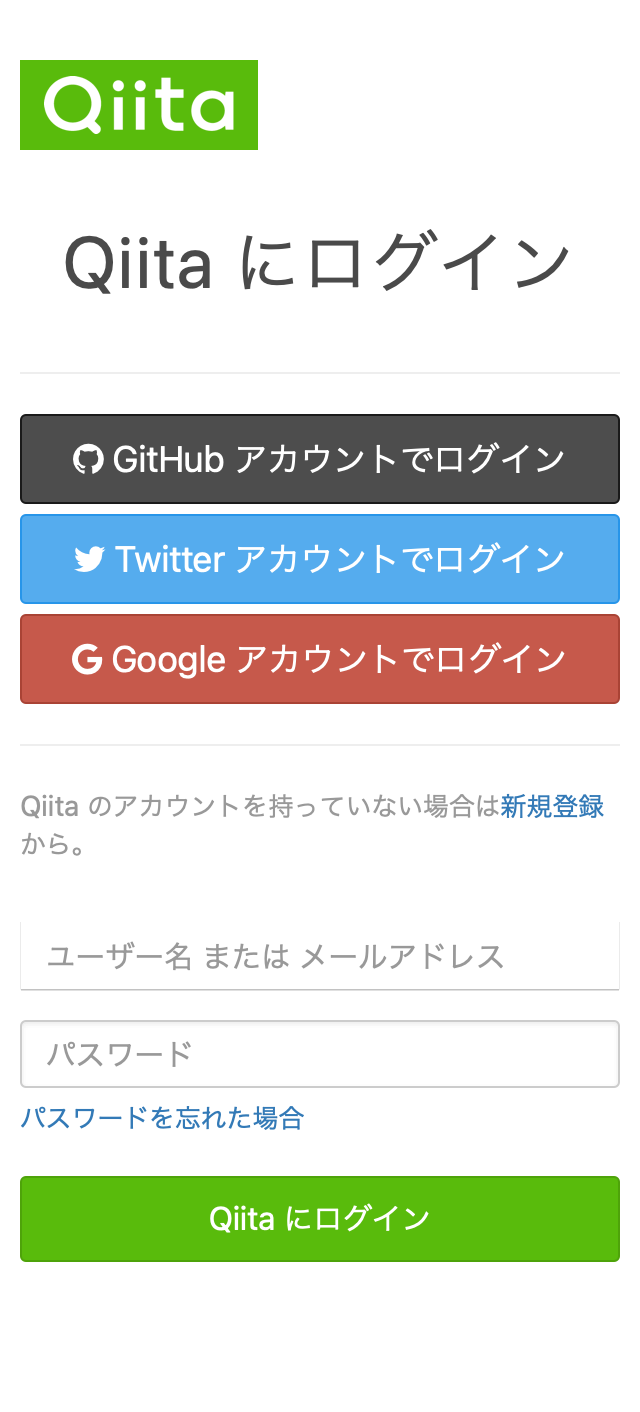 Qiita
Qiita にログイン
GitHub アカウントでログイン
Twitter アカウントでログイン
Google アカウントでログイン
Qiita のアカウントを持っていない場合は新規登録
から。
ユーザー名 または メールアドレス
パスワード
パスワードを忘れた場合
Qiita にログイン